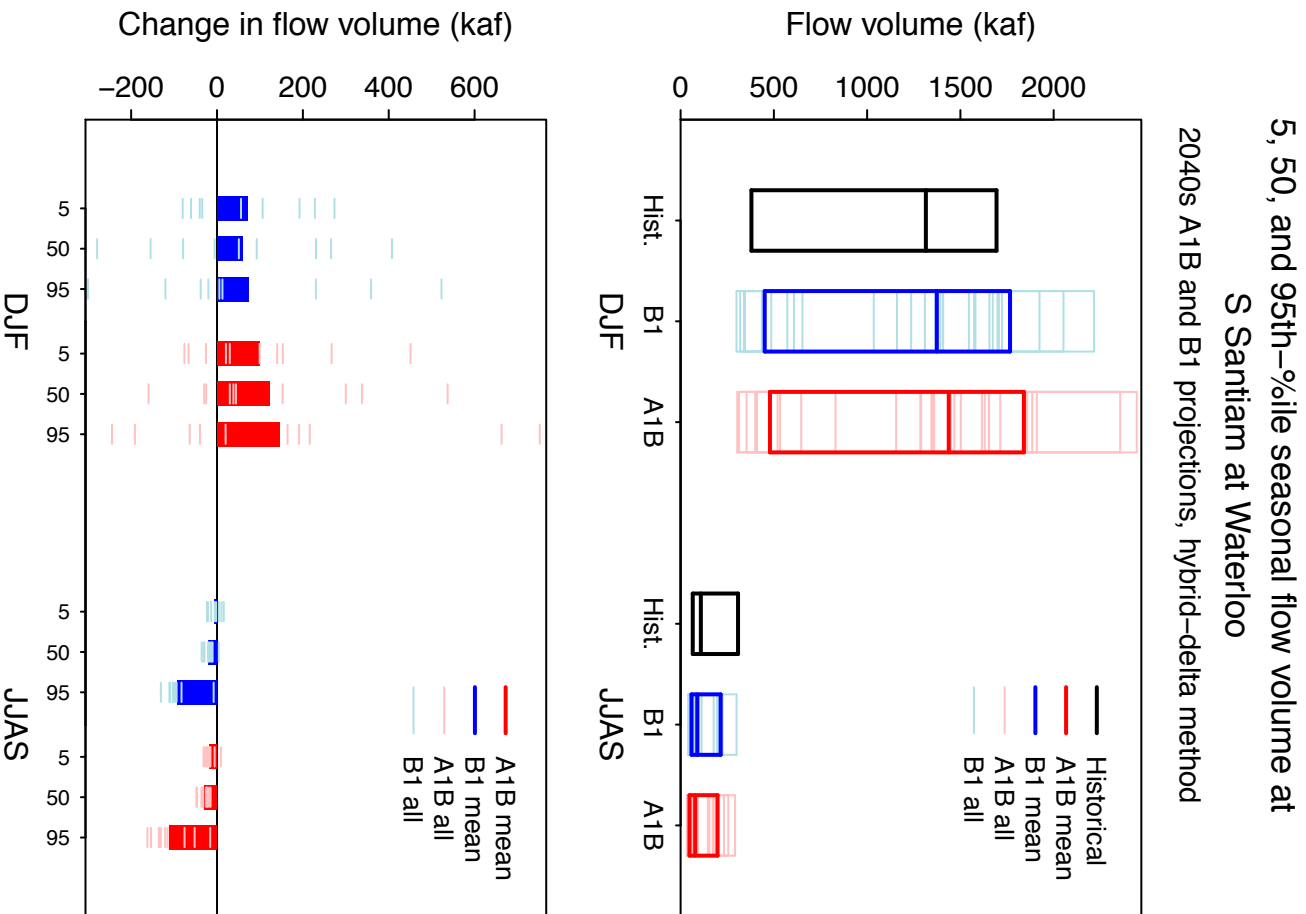 5, 50, and 95th−%ile seasonal flow volume at
S Santiam at Waterloo
2040s A1B and B1 projections, hybrid−delta method
Flow volume (kaf)
0
500
1000
1500
2000
Hist.
B1
A1B
Hist.
B1
A1B
DJF
JJAS
Historical
A1B mean
B1 mean
A1B all
B1 all
Change in flow volume (kaf)
−200
0
200
400
600
5
50
95
5
50
95
5
50
95
5
50
95
DJF
JJAS
A1B mean
B1 mean
A1B all
B1 all